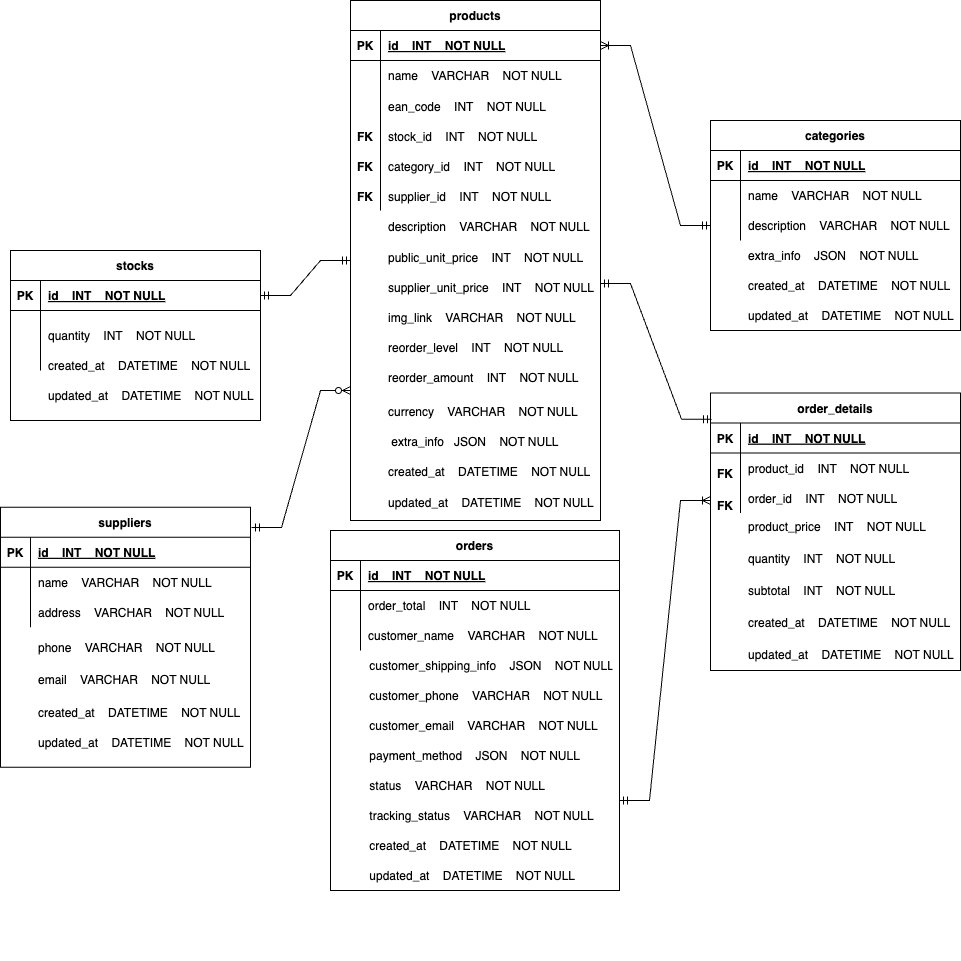 products
PK id INT NOT NULL
name VARCHAR NOT NULL
ean_code INT NOT NULL
FK stock_id INT NOT NULL
FK category_id INT NOT NULL
FK supplier_id INT NOT NULL
description VARCHAR NOT NULL
public_unit_price INT NOT NULL
supplier_unit_price INT NOT NULL
img_link VARCHAR NOT NULL
reorder_level INT NOT NULL
reorder_amount INT NOT NULL
currency VARCHAR NOT NULL
extra_info JSON NOT NULL
created_at DATETIME NOT NULL
updated_at DATETIME NOT NULL
categories
PK id INT NOT NULL
name VARCHAR NOT NULL
description VARCHAR NOT NULL
extra_info JSON NOT NULL
created_at DATETIME NOT NULL
updated_at DATETIME NOT NULL
stocks
PK id INT NOT NULL
quantity INT NOT NULL
created_at DATETIME NOT NULL
updated_at DATETIME NOT NULL
order_details
PK id INT NOT NULL
FK product_id INT NOT NULL
FK order_id INT NOT NULL
product_price INT NOT NULL
quantity INT NOT NULL
subtotal INT NOT NULL
created_at DATETIME NOT NULL
updated_at DATETIME NOT NULL
suppliers
PK id INT NOT NULL
name VARCHAR NOT NULL
address VARCHAR NOT NULL
phone VARCHAR NOT NULL
email VARCHAR NOT NULL
created_at DATETIME NOT NULL
updated_at DATETIME NOT NULL
orders
PK id INT NOT NULL
order_total INT NOT NULL
customer_name VARCHAR NOT NULL
customer_shipping_info JSON NOT NULL
customer_phone VARCHAR NOT NULL
customer_email VARCHAR NOT NULL
payment_method JSON NOT NULL
status VARCHAR NOT NULL
tracking_status VARCHAR NOT NULL
created_at DATETIME NOT NULL
updated_at DATETIME NOT NULL